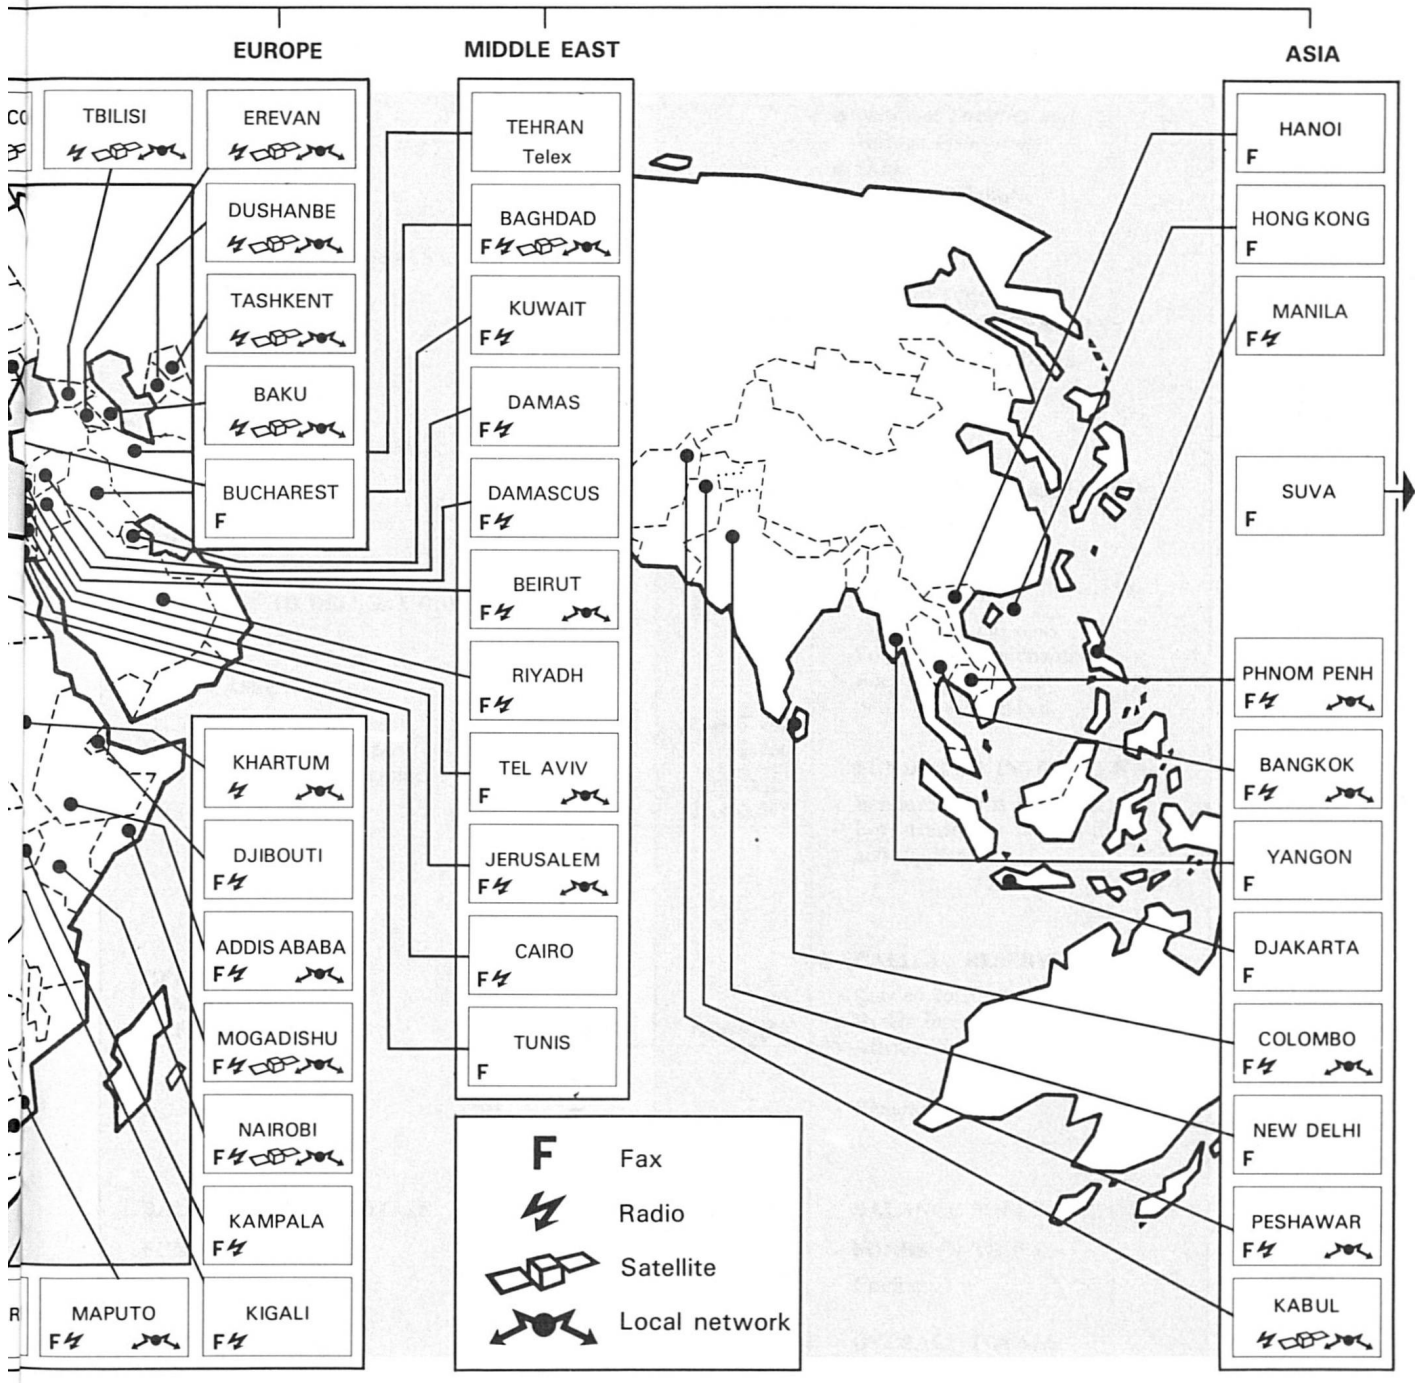 EUROPE
MIDDLE EAST
ASIA
TBILISI
EREVAN
DUSHANBE
TASHKENT
BAKU
BUCHAREST
F
KHARTUM
DJIBOUTI
F
ADDIS ABABA
F
MOGADISHU
F
NAIROBI
F
KAMPALA
F
MAPUTO
F
KIGALI
F
TEHRAN
Telex
BAGHDAD
F
KUWAIT
F
DAMAS
F
DAMASCUS
F
BEIRUT
F
RIYADH
F
TEL AVIV
F
JERUSALEM
F
CAIRO
F
TUNIS
F
F Fax
Radio
Satellite
Local network
HANOI
F
HONG KONG
F
MANILA
F
SUVA
F
PHNOM PENH
F
BANGKOK
F
YANGON
F
DJAKARTA
F
COLOMBO
F
NEW DELHI
F
PESHAWAR
F
KABUL